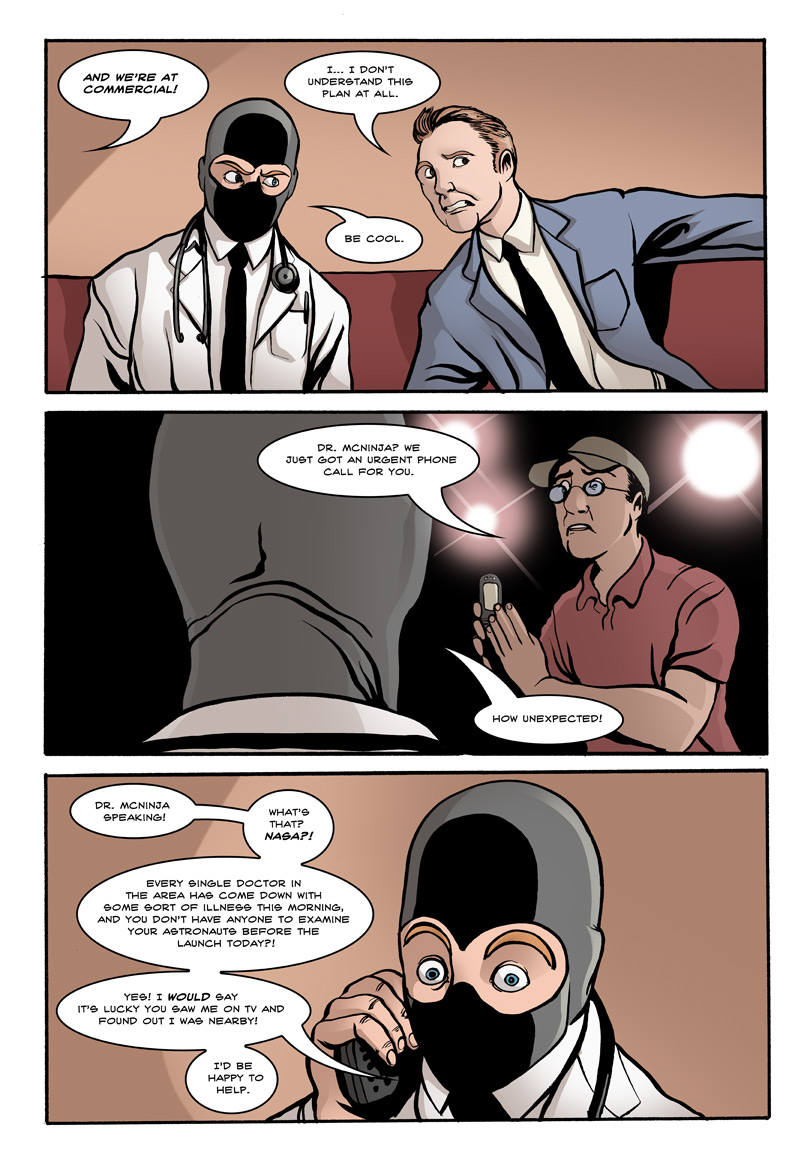 AND WE'RE AT
COMMERCIAL!
I... I DON'T
UNDERSTAND THIS
PLAN AT ALL.
BE COOL.
DR. MCNINJA? WE
JUST GOT AN URGENT PHONE
CALL FOR YOU.
HOW UNEXPECTED!
DR. MCNINJA
SPEAKING!
WHAT'S
THAT?
NASA?!
EVERY SINGLE DOCTOR IN
THE AREA HAS COME DOWN WITH
SOME SORT OF ILLNESS THIS MORNING,
AND YOU DON'T HAVE ANYONE TO EXAMINE
YOUR ASTRONAUTS BEFORE THE
LAUNCH TODAY?!
YES! I WOULD SAY
IT'S LUCKY YOU SAW ME ON TV AND
FOUND OUT I WAS NEARBY!
I'D BE
HAPPY TO
HELP.